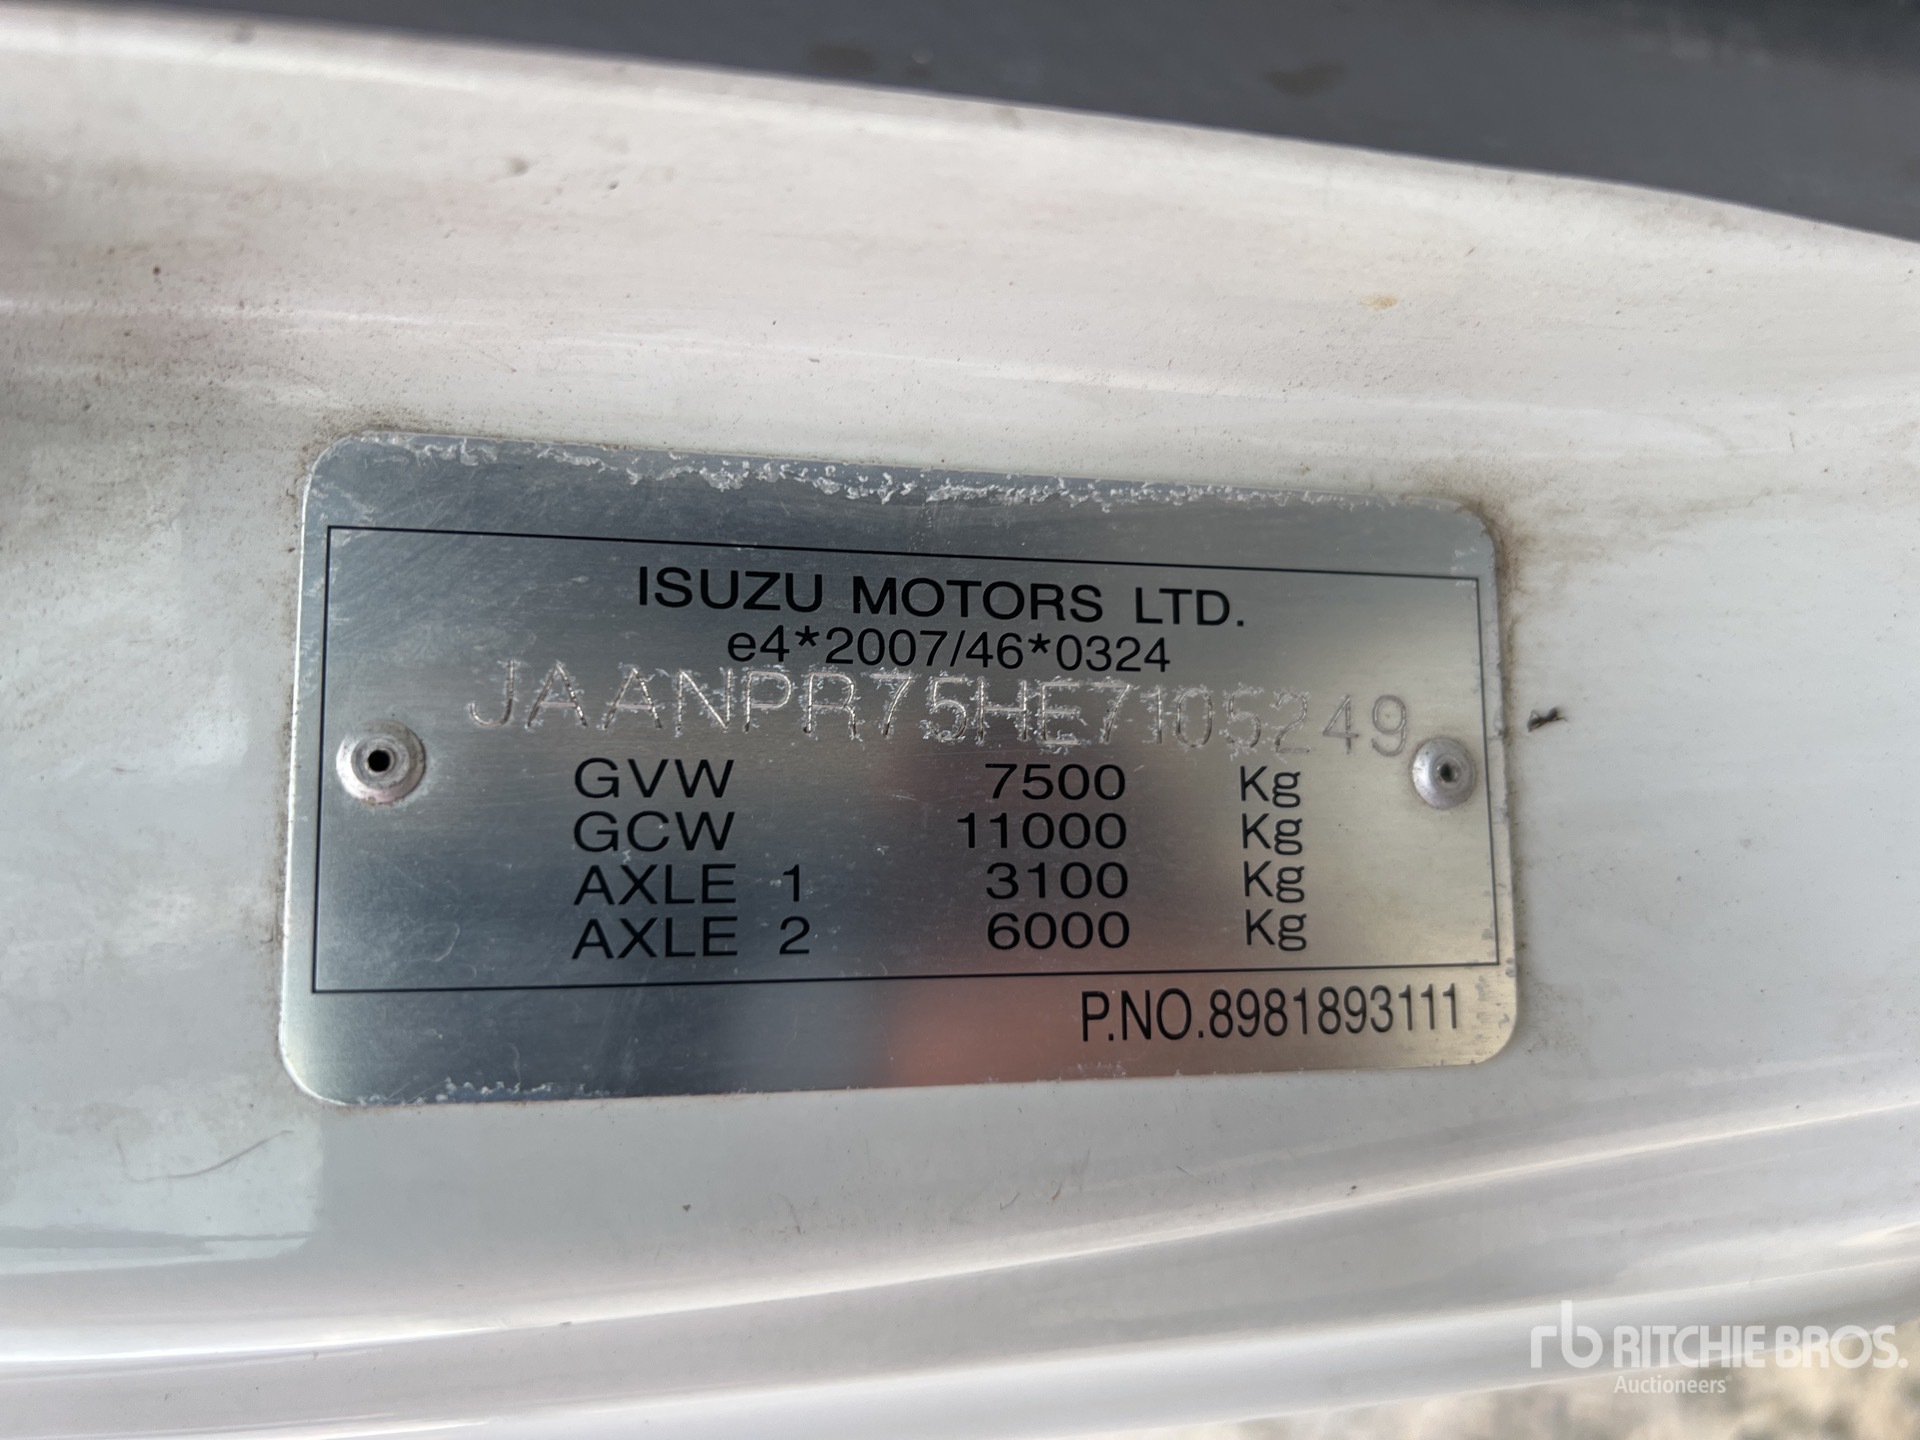 ISUZU MOTORS LTD.
e4*2007/46*0324
JAANPR75HE7105249
GVW 7500 Kg
GCW 11000 Kg
AXLE 1 3100 Kg
AXLE 2 6000 Kg
P.NO.8981893111
rb RITCHIE BROS.
Auctioneers